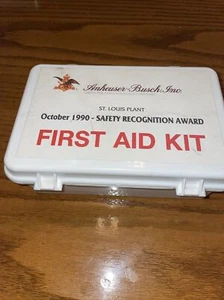 Anheuser-Busch, Inc.
ST. LOUIS PLANT
October 1990 - SAFETY RECOGNITION AWARD
FIRST AID KIT